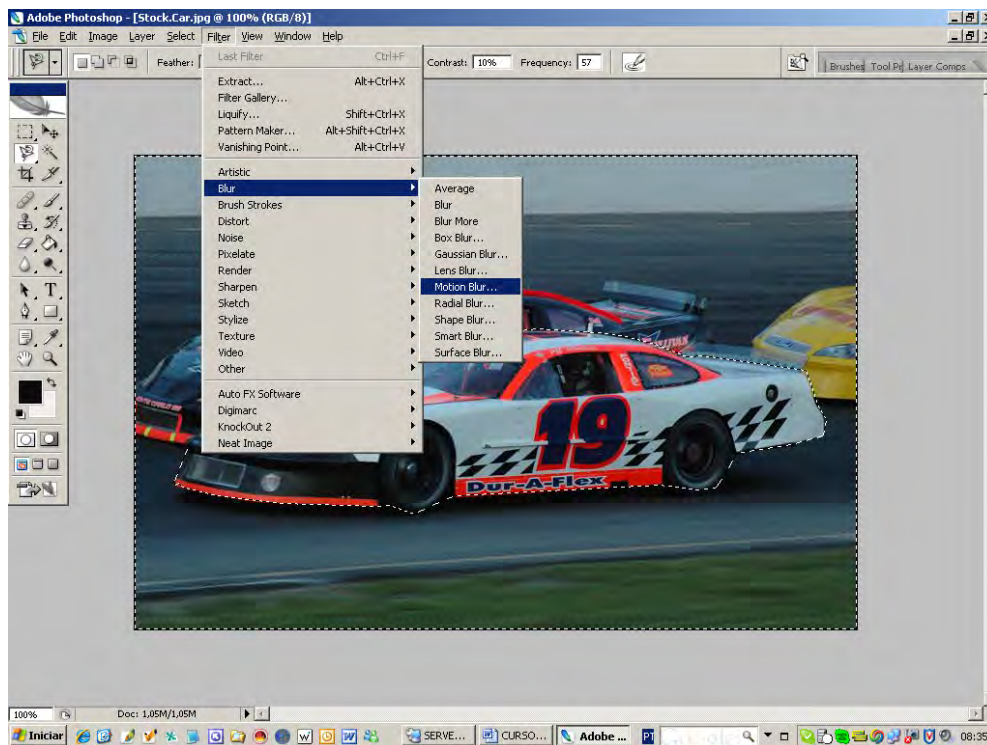 Adobe Photoshop - [Stock.Car.jpg @ 100% (RGB/8)]
File Edit Image Layer Select Filter View Window Help
Feather:
Contrast: 10% Frequency: 57
Brushes Layer Comps
Last Filter Ctrl+F
Extract... Alt+Ctrl+X
Filter Gallery...
Liquify... Shift+Ctrl+X
Pattern Maker... Alt+Shift+Ctrl+X
Vanishing Point... Alt+Ctrl+V
Artistic
Blur
Brush Strokes
Distort
Noise
Pixelate
Render
Sharpen
Sketch
Stylize
Texture
Video
Other
Auto FX Software
Digimarc
KnockOut 2
Neat Image
Average
Blur
Blur More
Box Blur...
Gaussian Blur...
Lens Blur...
Motion Blur...
Radial Blur...
Shape Blur...
Smart Blur...
Surface Blur...
19
Dur-A-Flex
100% Doc: 1,05M/1,05M
Iniciar SERVE... CURSO... Adobe ... PT 08:35